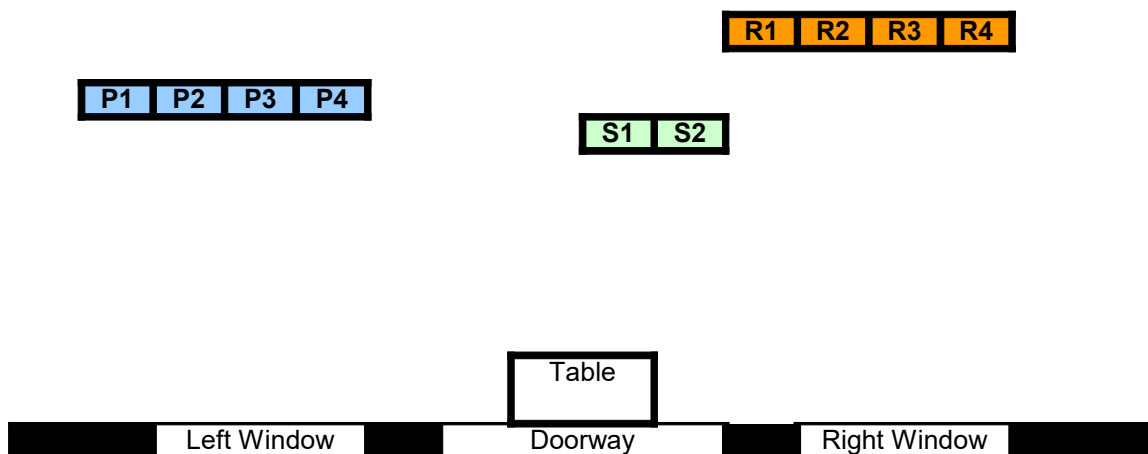 R1 R2 R3 R4
P1 P2 P3 P4
S1 S2
Table
Left Window Doorway Right Window